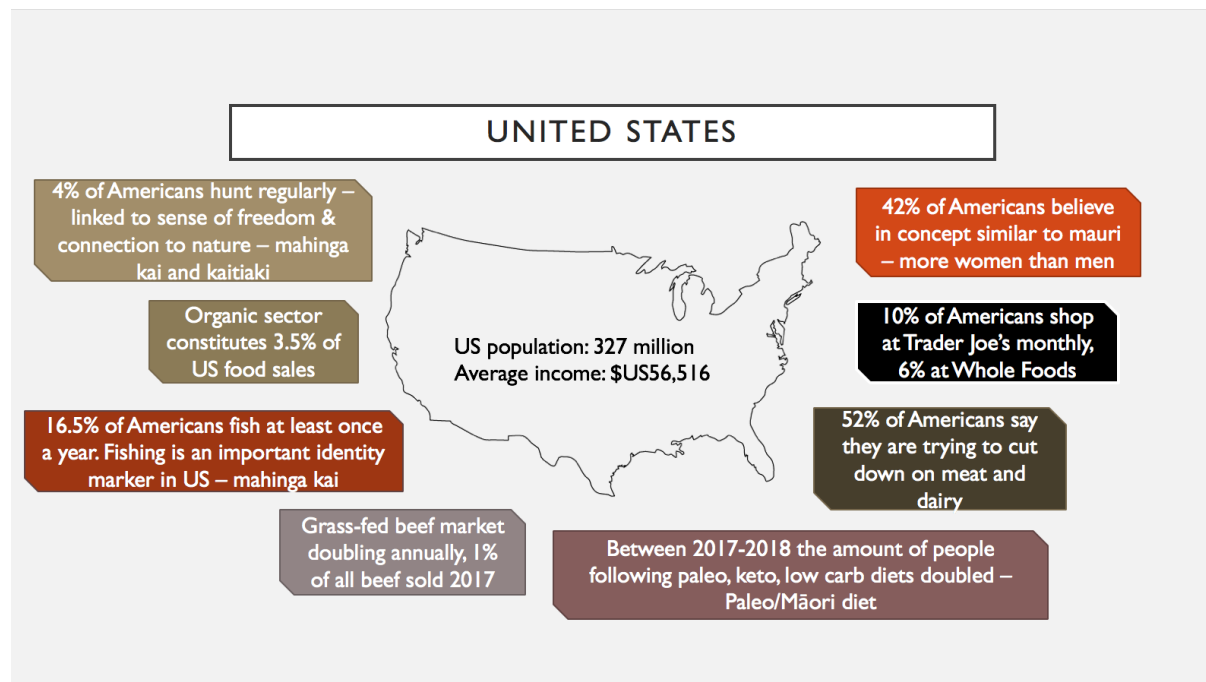 UNITED STATES
4% of Americans hunt regularly –
linked to sense of freedom &
connection to nature – mahinga
kai and kaitiaki
Organic sector
constitutes 3.5% of
US food sales
16.5% of Americans fish at least once
a year. Fishing is an important identity
marker in US – mahinga kai
Grass-fed beef market
doubling annually, 1%
of all beef sold 2017
US population: 327 million
Average income: $US56,516
42% of Americans believe
in concept similar to mauri
– more women than men
10% of Americans shop
at Trader Joe's monthly,
6% at Whole Foods
52% of Americans say
they are trying to cut
down on meat and
dairy
Between 2017-2018 the amount of people
following paleo, keto, low carb diets doubled –
Paleo/Māori diet